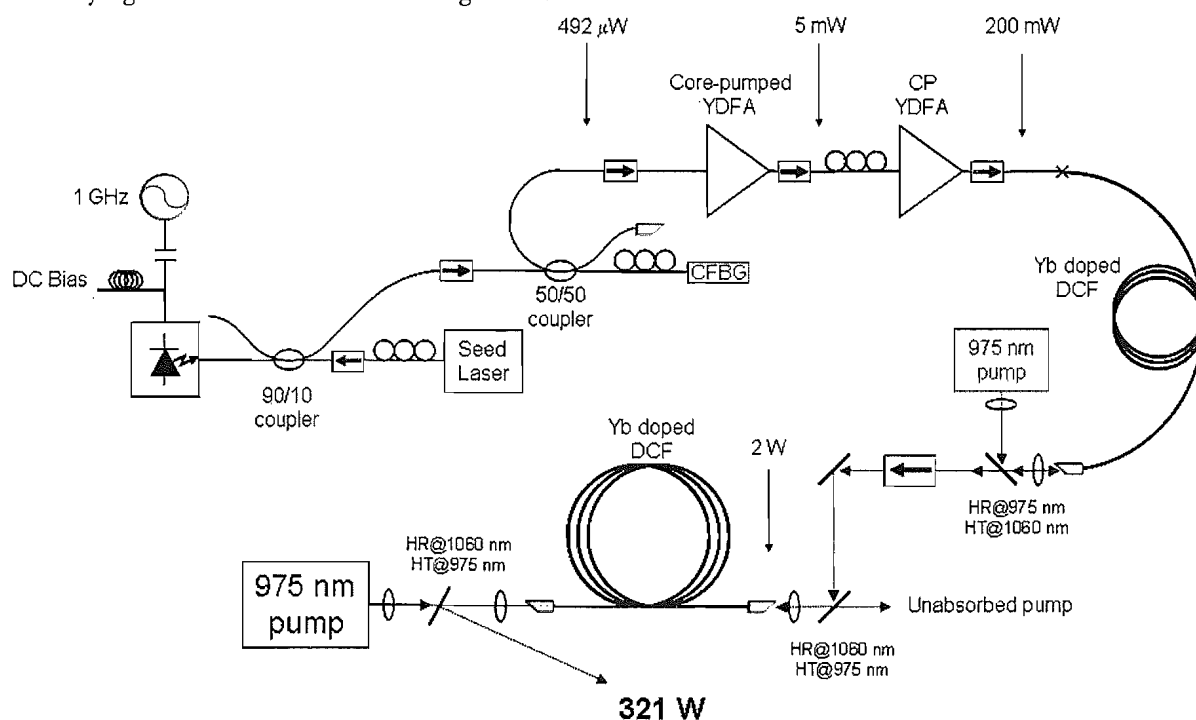 492 µW
5 mW
200 mW
Core-pumped
YDFA
CP
YDFA
1 GHz
DC Bias
CFBG
50/50
coupler
Seed
Laser
90/10
coupler
Yb doped
DCF
975 nm
pump
Yb doped
DCF
2 W
HR@975 nm
HT@1060 nm
HR@1060 nm
HT@975 nm
975 nm
pump
Unabsorbed pump
HR@1060 nm
HT@975 nm
321 W